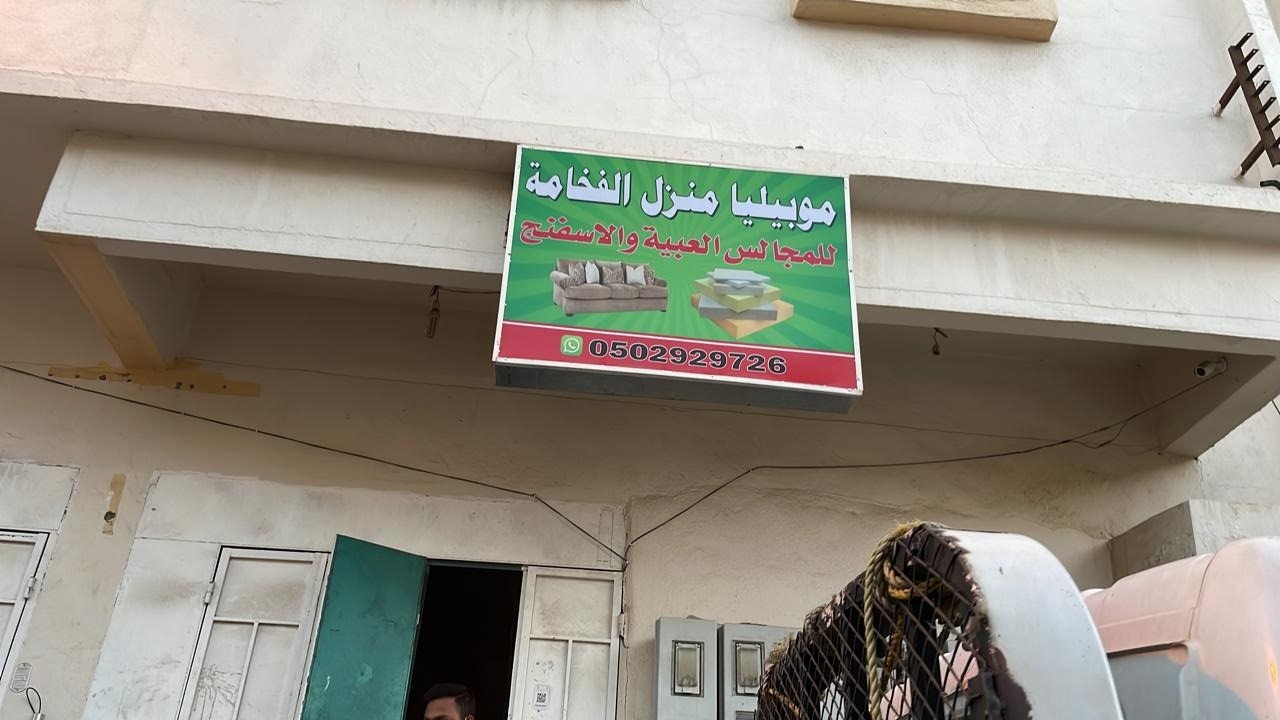 موبيليا منزل الفخامة
للمجالس العبية والاسفنج
0502929726